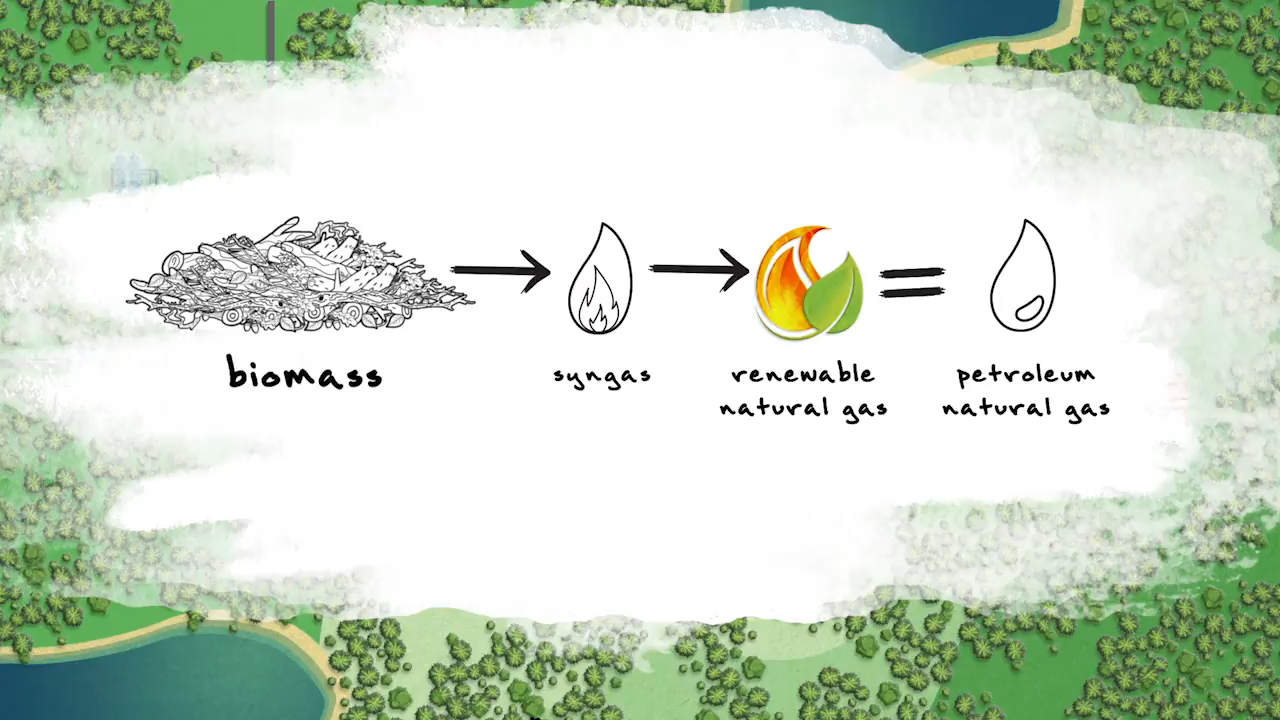 biomass
syngas
renewable
natural gas
petroleum
natural gas